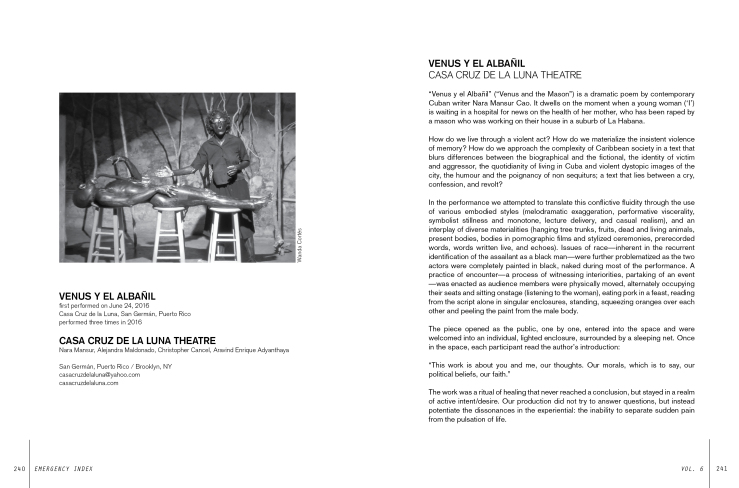 Wanda Cortés
VENUS Y EL ALBAÑIL
first performed on June 24, 2016
Casa Cruz de la Luna, San Germán, Puerto Rico
performed three times in 2016
CASA CRUZ DE LA LUNA THEATRE
Nara Mansur, Alejandra Maldonado, Christopher Cancel, Aravind Enrique Adyanthaya
San Germán, Puerto Rico / Brooklyn, NY
casacruzdelaluna@yahoo.com
casacruzdelaluna.com
240 EMERGENCY INDEX
VENUS Y EL ALBAÑIL
CASA CRUZ DE LA LUNA THEATRE
“Venus y el Albañil” (“Venus and the Mason”) is a dramatic poem by contemporary
Cuban writer Nara Mansur Cao. It dwells on the moment when a young woman (‘I’)
is waiting in a hospital for news on the health of her mother, who has been raped by
a mason who was working on their house in a suburb of La Habana.
How do we live through a violent act? How do we materialize the insistent violence
of memory? How do we approach the complexity of Caribbean society in a text that
blurs differences between the biographical and the fictional, the identity of victim
and aggressor, the quotidianity of living in Cuba and violent dystopic images of the
city, the humour and the poignancy of non sequiturs; a text that lies between a cry,
confession, and revolt?
In the performance we attempted to translate this conflictive fluidity through the use
of various embodied styles (melodramatic exaggeration, performative viscerality,
symbolist stillness and monotone, lecture delivery, and casual realism), and an
interplay of diverse materialities (hanging tree trunks, fruits, dead and living animals,
present bodies, bodies in pornographic films and stylized ceremonies, prerecorded
words, words written live, and echoes). Issues of race—inherent in the recurrent
identification of the assailant as a black man—were further problematized as the two
actors were completely painted in black, naked during most of the performance. A
practice of encounter—a process of witnessing interiorities, partaking of an event
—was enacted as audience members were physically moved, alternately occupying
their seats and sitting onstage (listening to the woman), eating pork in a feast, reading
from the script alone in singular enclosures, standing, squeezing oranges over each
other and peeling the paint from the male body.
The piece opened as the public, one by one, entered into the space and were
welcomed into an individual, lighted enclosure, surrounded by a sleeping net. Once
in the space, each participant read the author’s introduction:
“This work is about you and me, our thoughts. Our morals, which is to say, our
political beliefs, our faith.”
The work was a ritual of healing that never reached a conclusion, but stayed in a realm
of active intent/desire. Our production did not try to answer questions, but instead
potentiate the dissonances in the experiential: the inability to separate sudden pain
from the pulsation of life.
VOL. 6 241